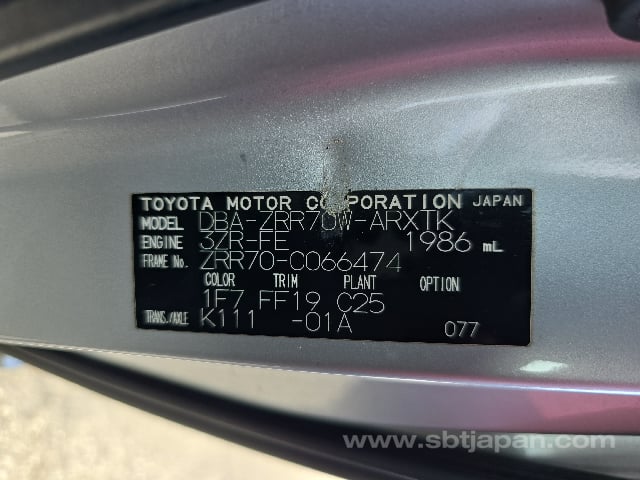 TOYOTA MOTOR CORPORATION JAPAN
MODEL DBA-ZRR70W-ARXTK
ENGINE 3ZR-FE 1986 mL
FRAME No. ZRR70-C066474
COLOR TRIM PLANT OPTION
1F7 FF19 C25
TRANS./AXLE K111 -01A 077
www.sbtjapan.com